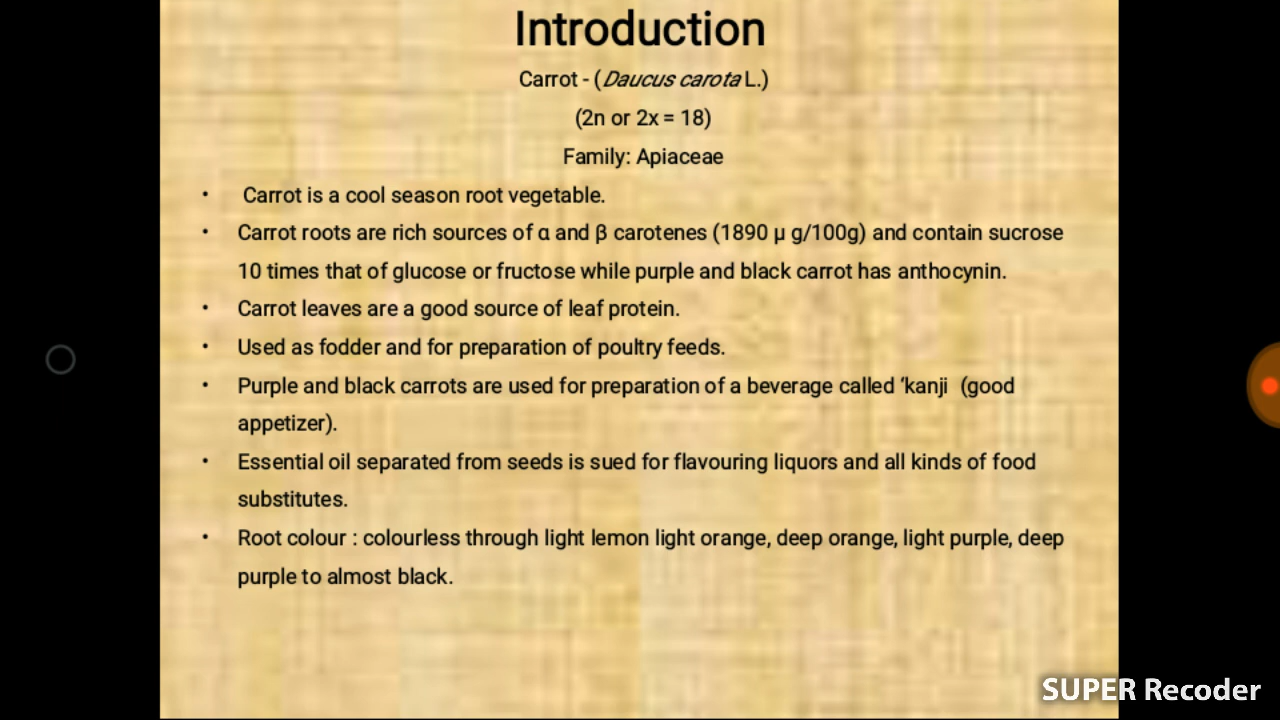 Introduction
Carrot - (Daucus carota L.)
(2n or 2x = 18)
Family: Apiaceae
• Carrot is a cool season root vegetable.
• Carrot roots are rich sources of α and β carotenes (1890 µ g/100g) and contain sucrose
10 times that of glucose or fructose while purple and black carrot has anthocynin.
• Carrot leaves are a good source of leaf protein.
• Used as fodder and for preparation of poultry feeds.
• Purple and black carrots are used for preparation of a beverage called ‘kanji (good
appetizer).
• Essential oil separated from seeds is sued for flavouring liquors and all kinds of food
substitutes.
• Root colour : colourless through light lemon light orange, deep orange, light purple, deep
purple to almost black.
SUPER Recoder